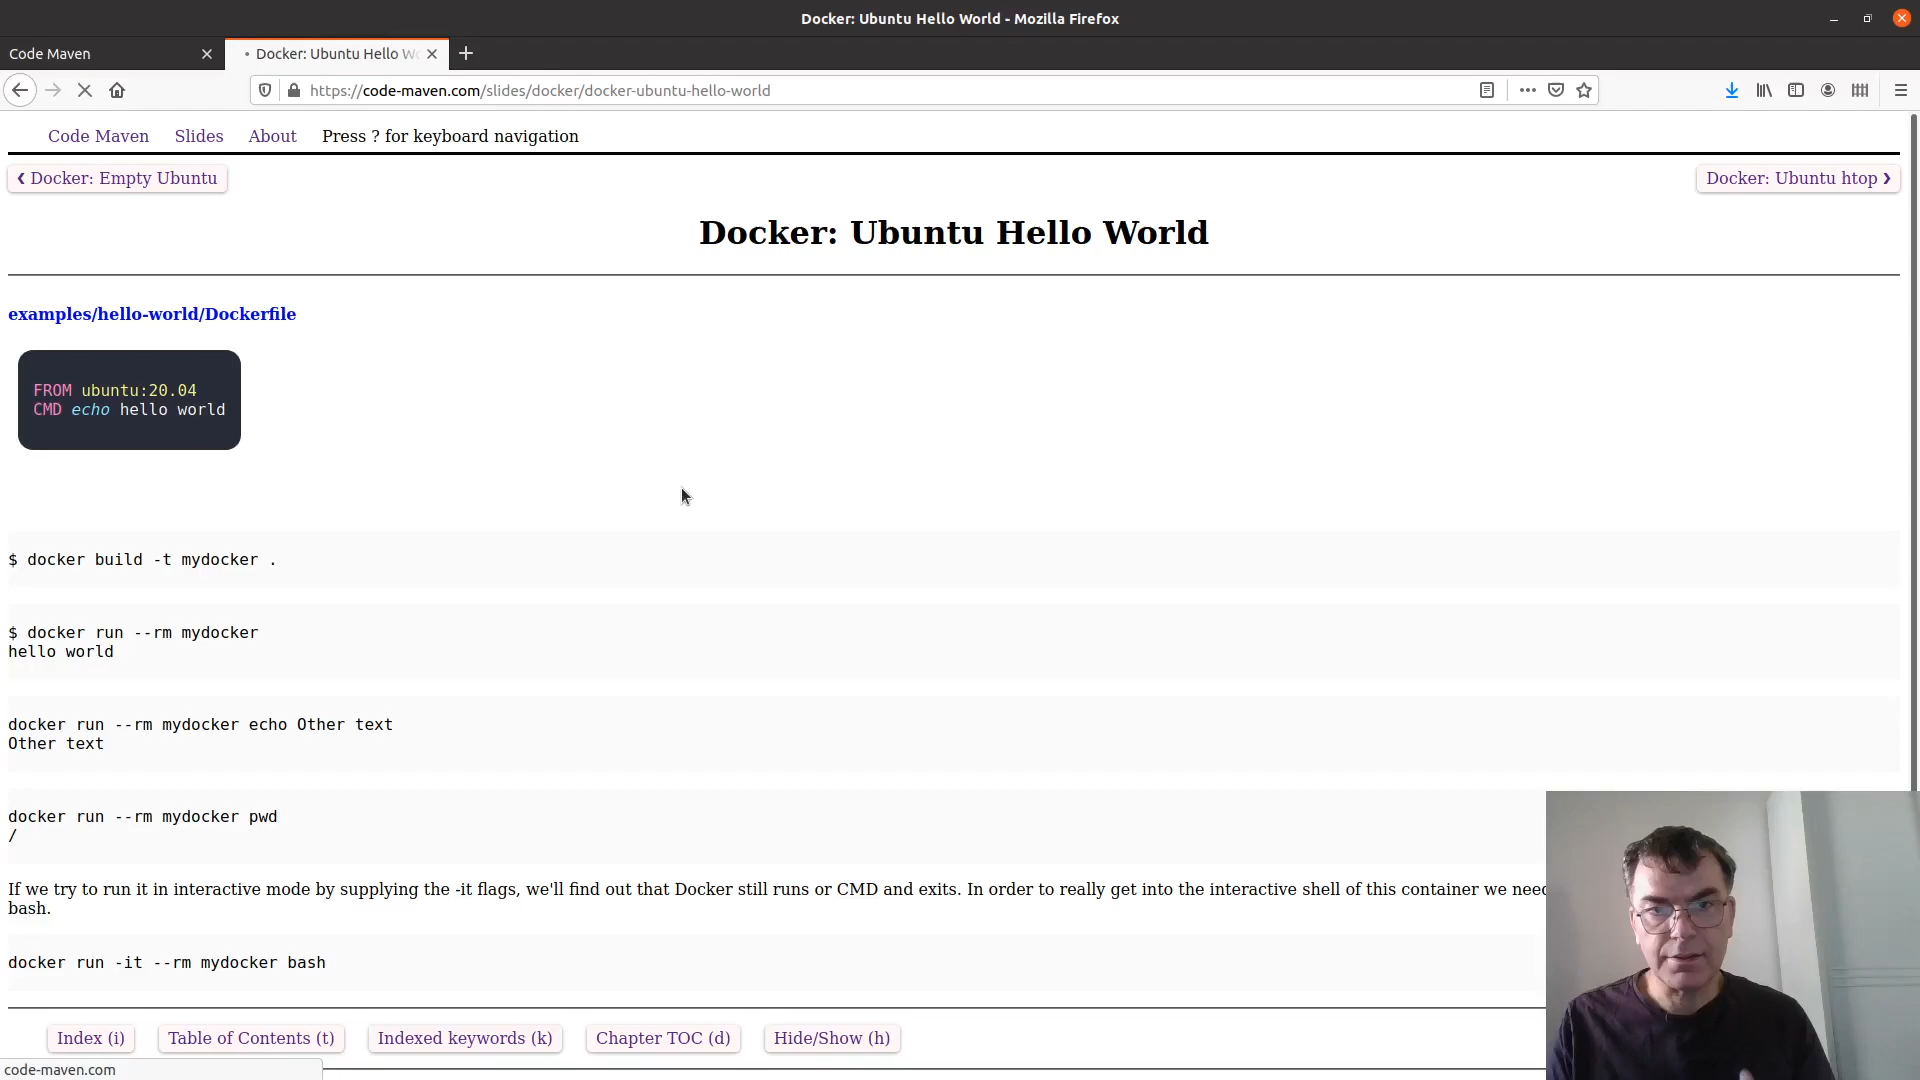 Docker: Ubuntu Hello World - Mozilla Firefox
Code Maven
Docker: Ubuntu Hello Wo
https://code-maven.com/slides/docker/docker-ubuntu-hello-world
Code Maven Slides About Press ? for keyboard navigation
❮ Docker: Empty Ubuntu
Docker: Ubuntu htop ❯
Docker: Ubuntu Hello World
examples/hello-world/Dockerfile
FROM ubuntu:20.04
CMD echo hello world
$ docker build -t mydocker .
$ docker run --rm mydocker
hello world
docker run --rm mydocker echo Other text
Other text
docker run --rm mydocker pwd
/
If we try to run it in interactive mode by supplying the -it flags, we'll find out that Docker still runs or CMD and exits. In order to really get into the interactive shell of this container we need
bash.
docker run -it --rm mydocker bash
Index (i) Table of Contents (t) Indexed keywords (k) Chapter TOC (d) Hide/Show (h)
code-maven.com